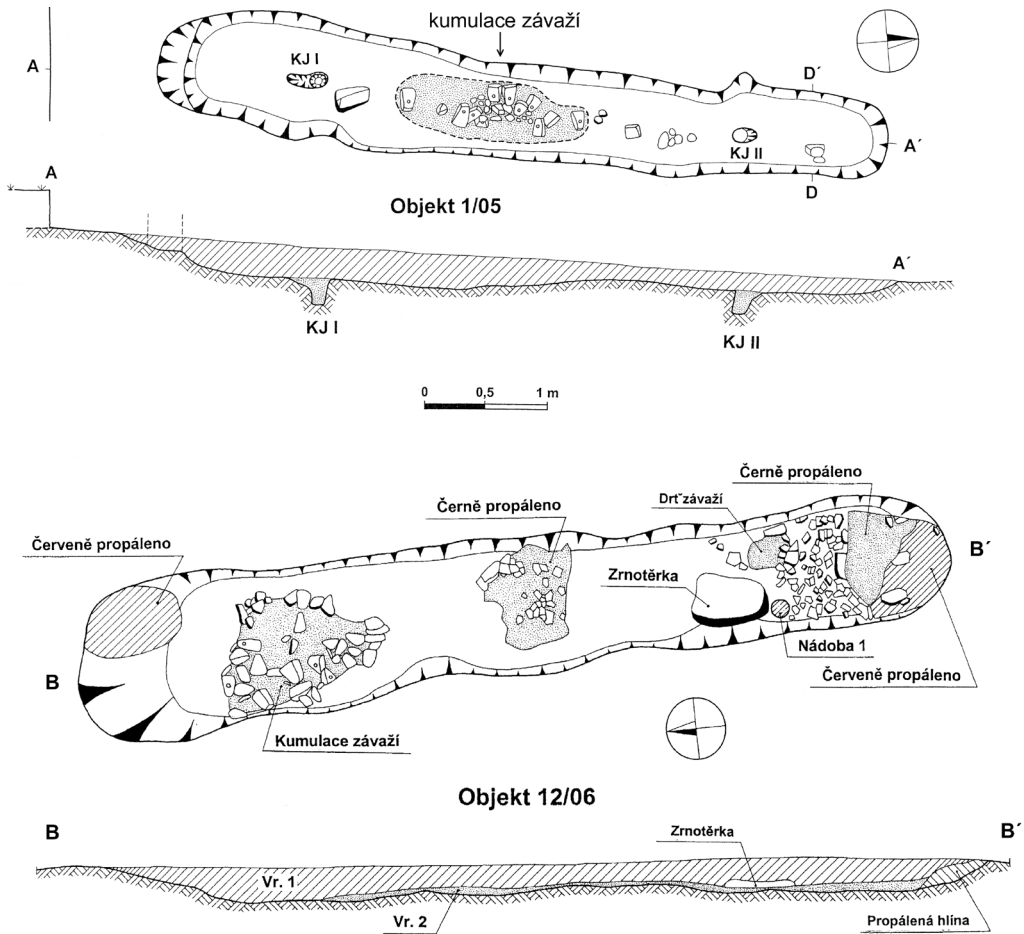 kumulace závaží
A
KJ I
D´
KJ II
A´
D
A
Objekt 1/05
A´
KJ I
KJ II
0 0,5 1 m
Černě propáleno
Černě propáleno
Drť závaží
Červeně propáleno
Zrnotěrka
B´
B
Nádoba 1
Červeně propáleno
Kumulace závaží
Objekt 12/06
B
Zrnotěrka
B´
Vr. 1
Vr. 2
Propálená hlína